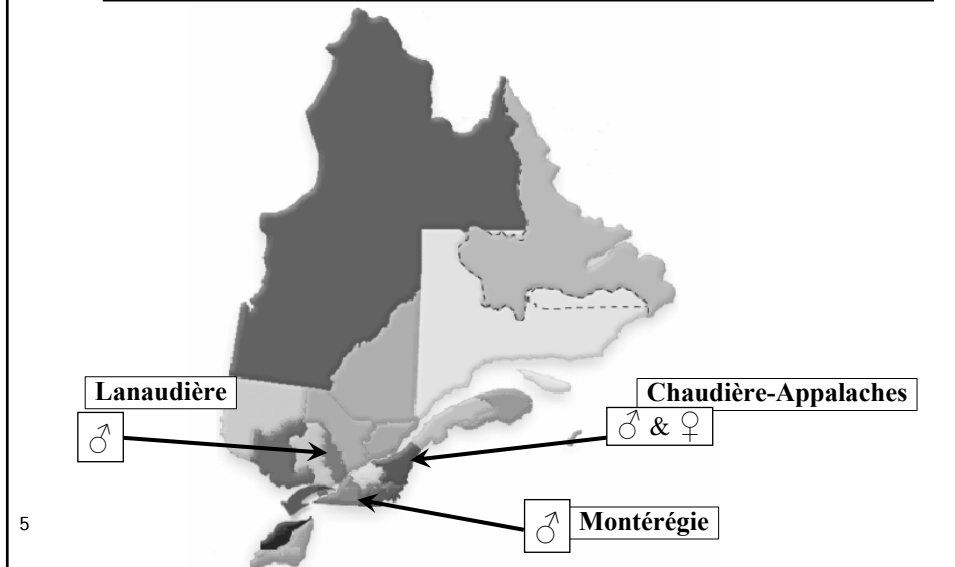 Lanaudière
♂
Chaudière-Appalaches
♂ & ♀
♂ Montérégie
5